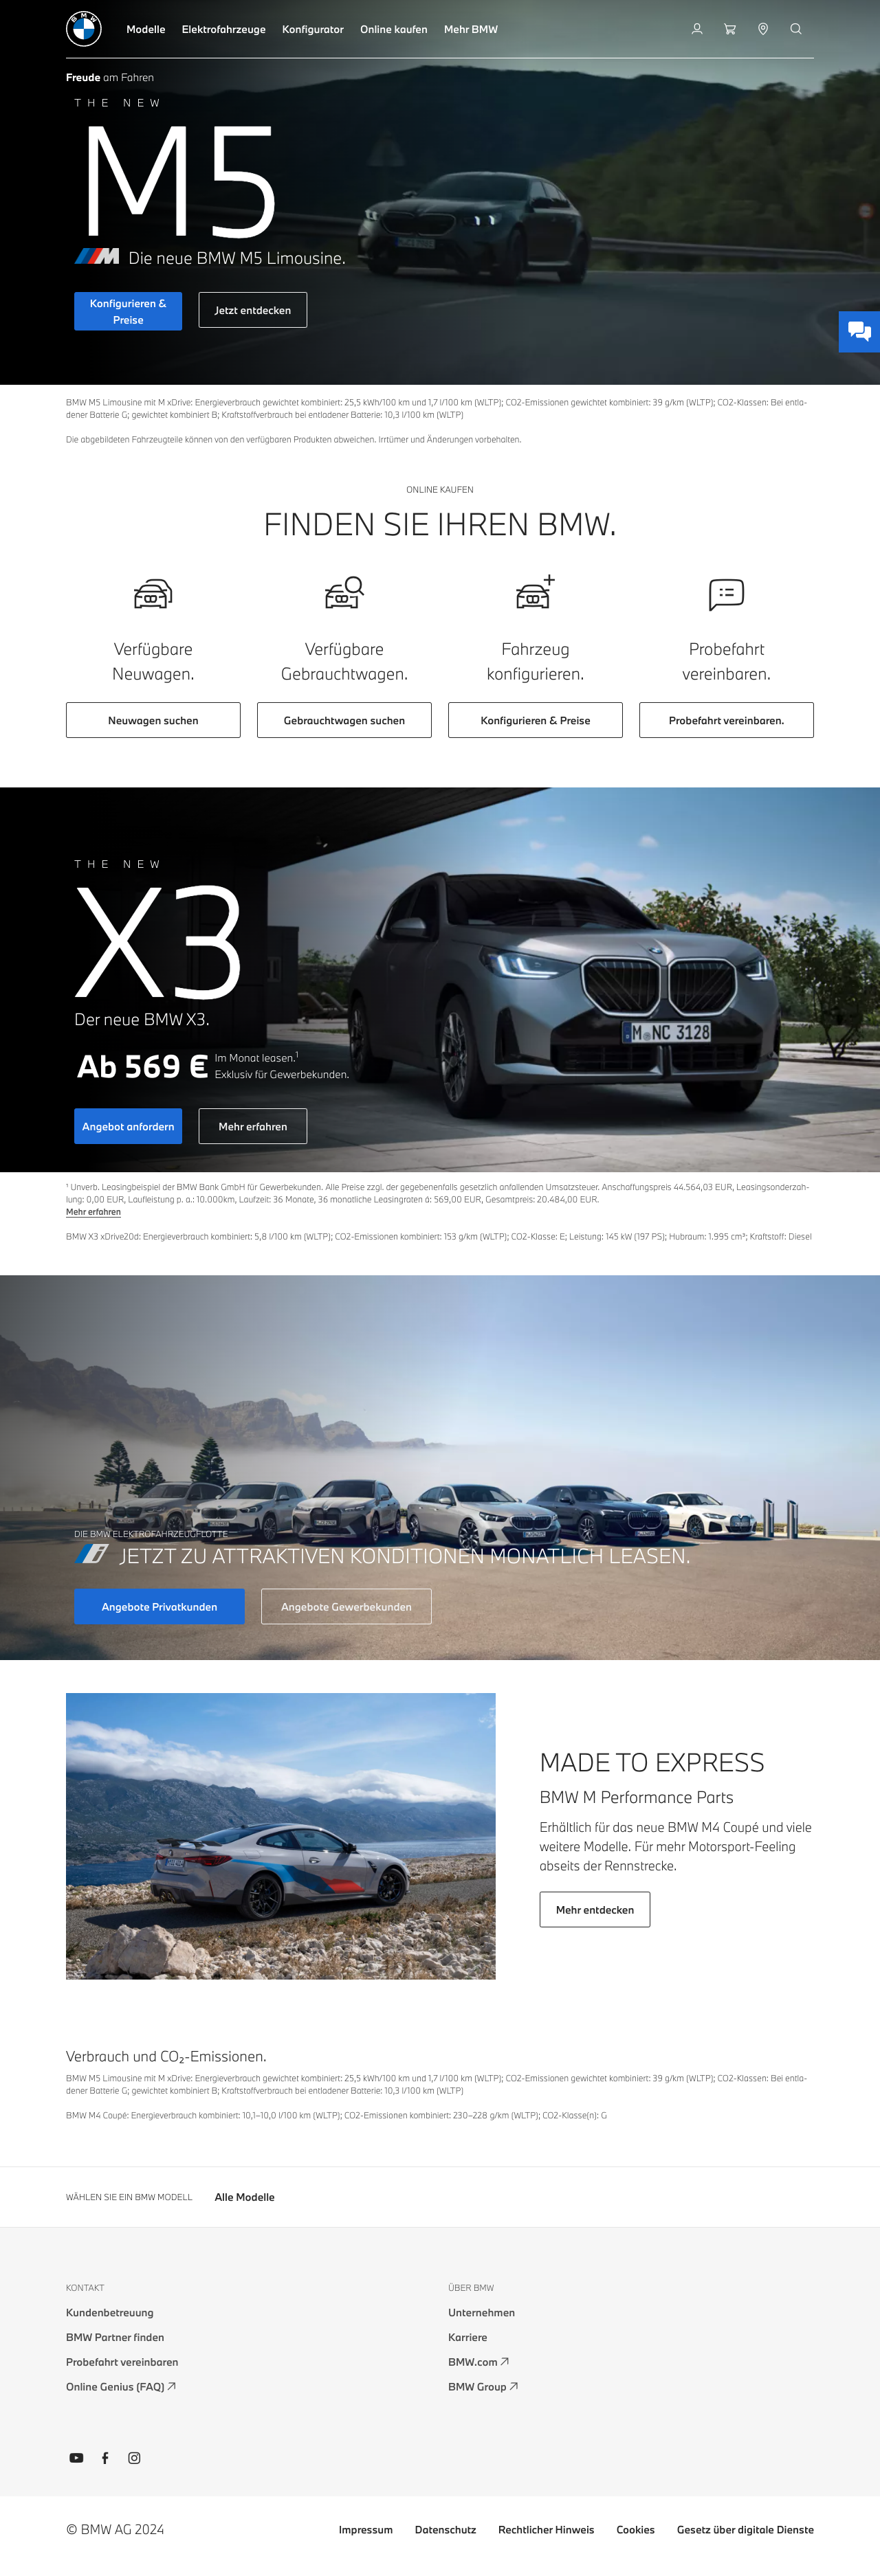 BMW
Modelle Elektrofahrzeuge Konfigurator Online kaufen Mehr BMW
Freude am Fahren
THE NEW
M5
M Die neue BMW M5 Limousine.
Konfigurieren &
Preise
Jetzt entdecken
BMW M5 Limousine mit M xDrive: Energieverbrauch gewichtet kombiniert: 25,5 kWh/100 km und 1,7 l/100 km (WLTP); CO2-Emissionen gewichtet kombiniert: 39 g/km (WLTP); CO2-Klassen: Bei entla-
dener Batterie G; gewichtet kombiniert B; Kraftstoffverbrauch bei entladener Batterie: 10,3 l/100 km (WLTP)
Die abgebildeten Fahrzeugteile können von den verfügbaren Produkten abweichen. Irrtümer und Änderungen vorbehalten.
ONLINE KAUFEN
FINDEN SIE IHREN BMW.
Verfügbare
Neuwagen.
Neuwagen suchen
Verfügbare
Gebrauchtwagen.
Gebrauchtwagen suchen
Fahrzeug
konfigurieren.
Konfigurieren & Preise
Probefahrt
vereinbaren.
Probefahrt vereinbaren.
THE NEW
X3
Der neue BMW X3.
Ab 569 €
Im Monat leasen.¹
Exklusiv für Gewerbekunden.
M NC 3128
Angebot anfordern
Mehr erfahren
¹ Unverb. Leasingbeispiel der BMW Bank GmbH für Gewerbekunden. Alle Preise zzgl. der gegebenenfalls gesetzlich anfallenden Umsatzsteuer. Anschaffungspreis 44.564,03 EUR, Leasingsonderzah-
lung: 0,00 EUR, Laufleistung p. a.: 10.000km, Laufzeit: 36 Monate, 36 monatliche Leasingraten á: 569,00 EUR, Gesamtpreis: 20.484,00 EUR.
Mehr erfahren
BMW X3 xDrive20d: Energieverbrauch kombiniert: 5,8 l/100 km (WLTP); CO2-Emissionen kombiniert: 153 g/km (WLTP); CO2-Klasse: E; Leistung: 145 kW (197 PS); Hubraum: 1.995 cm³; Kraftstoff: Diesel
DIE BMW ELEKTROFAHRZEUGFLOTTE
i JETZT ZU ATTRAKTIVEN KONDITIONEN MONATLICH LEASEN.
Angebote Privatkunden
Angebote Gewerbekunden
MADE TO EXPRESS
BMW M Performance Parts
Erhältlich für das neue BMW M4 Coupé und viele
weitere Modelle. Für mehr Motorsport-Feeling
abseits der Rennstrecke.
Mehr entdecken
Verbrauch und CO₂-Emissionen.
BMW M5 Limousine mit M xDrive: Energieverbrauch gewichtet kombiniert: 25,5 kWh/100 km und 1,7 l/100 km (WLTP); CO2-Emissionen gewichtet kombiniert: 39 g/km (WLTP); CO2-Klassen: Bei entla-
dener Batterie G; gewichtet kombiniert B; Kraftstoffverbrauch bei entladener Batterie: 10,3 l/100 km (WLTP)
BMW M4 Coupé: Energieverbrauch kombiniert: 10,1–10,0 l/100 km (WLTP); CO2-Emissionen kombiniert: 230–228 g/km (WLTP); CO2-Klasse(n): G
WÄHLEN SIE EIN BMW MODELL Alle Modelle
KONTAKT
Kundenbetreuung
BMW Partner finden
Probefahrt vereinbaren
Online Genius (FAQ)
ÜBER BMW
Unternehmen
Karriere
BMW.com
BMW Group
© BMW AG 2024
Impressum Datenschutz Rechtlicher Hinweis Cookies Gesetz über digitale Dienste